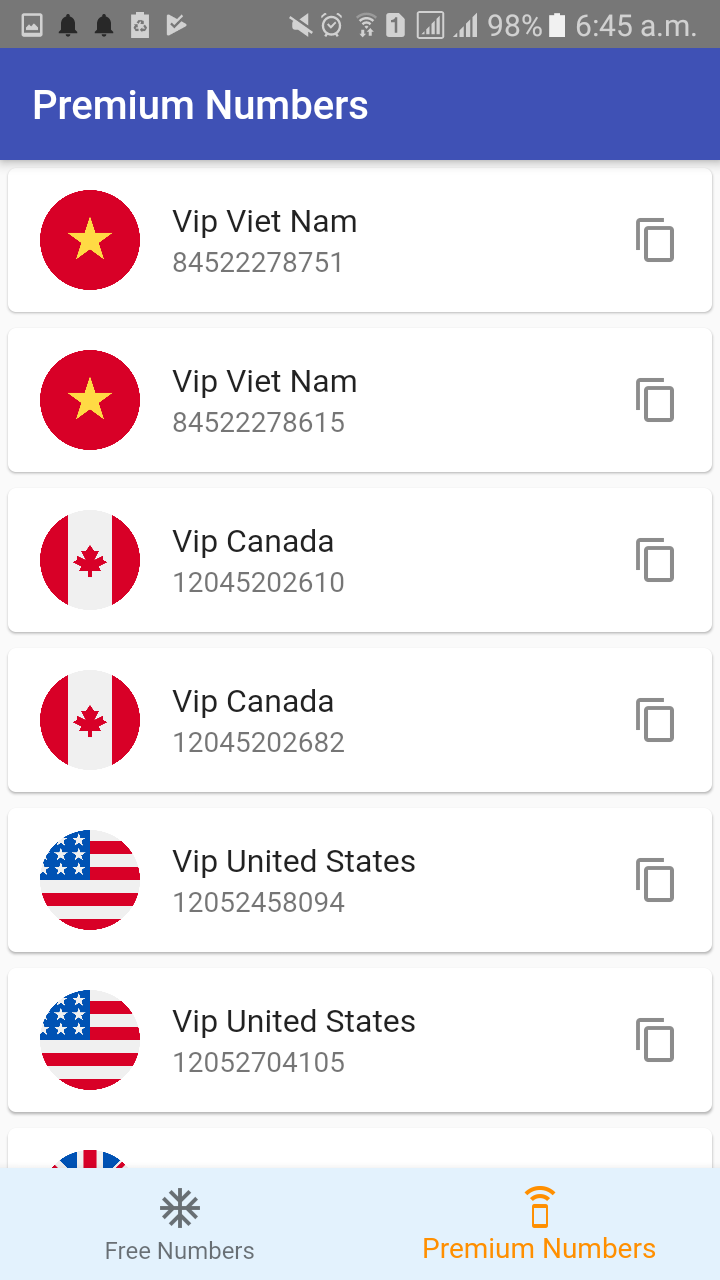 1 98% 6:45 a.m.
Premium Numbers
Vip Viet Nam
84522278751
Vip Viet Nam
84522278615
Vip Canada
12045202610
Vip Canada
12045202682
Vip United States
12052458094
Vip United States
12052704105
Free Numbers
Premium Numbers